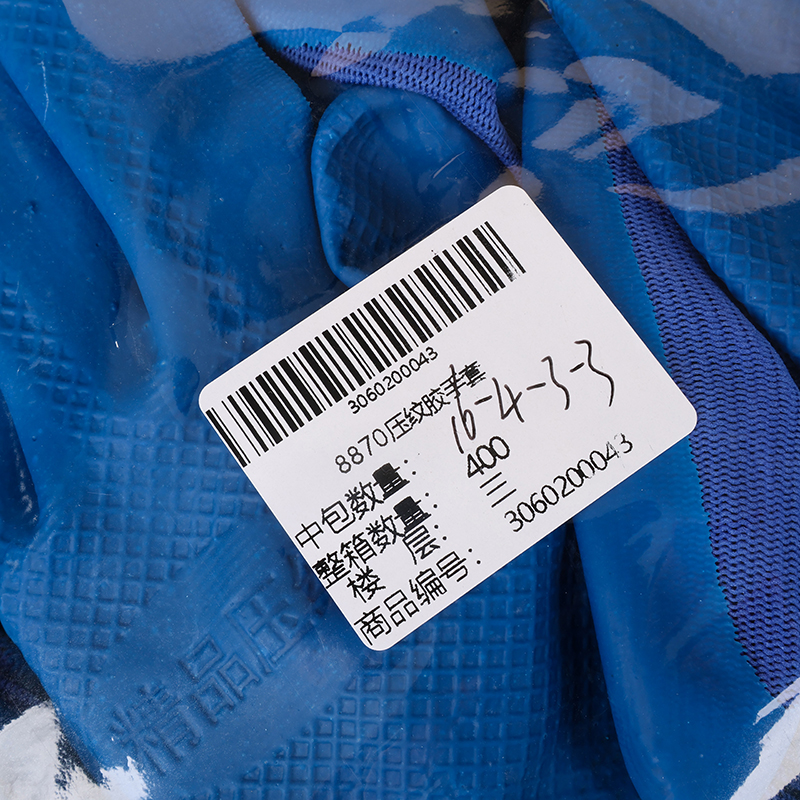 3060200043
8870压纹胶手套
16-4-3-3
中包数量：
整箱数量： 400
楼 层： 三
商品编号： 3060200043
精品压